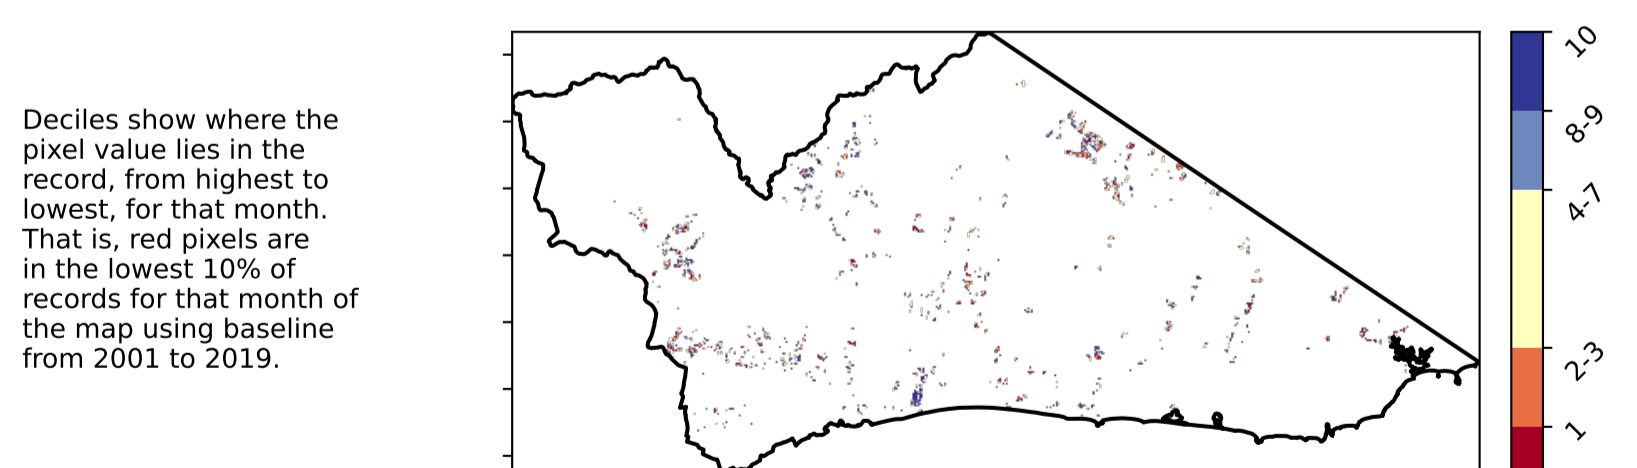 Deciles show where the
pixel value lies in the
record, from highest to
lowest, for that month.
That is, red pixels are
in the lowest 10% of
records for that month of
the map using baseline
from 2001 to 2019.
10
8-9
4-7
2-3
1